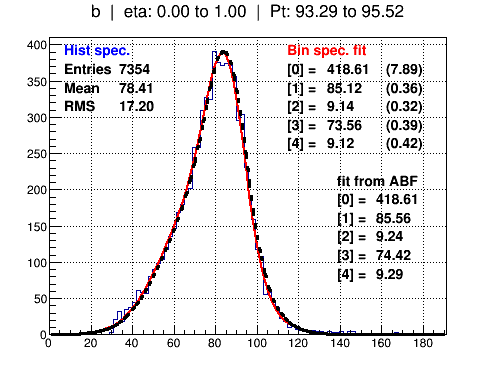 b | eta: 0.00 to 1.00 | Pt: 93.29 to 95.52
Hist spec.
Entries 7354
Mean 78.41
RMS 17.20
Bin spec. fit
[0] = 418.61 (7.89)
[1] = 85.12 (0.36)
[2] = 9.14 (0.32)
[3] = 73.56 (0.39)
[4] = 9.12 (0.42)
fit from ABF
[0] = 418.61
[1] = 85.56
[2] = 9.24
[3] = 74.42
[4] = 9.29
400
350
300
250
200
150
100
50
0
0 20 40 60 80 100 120 140 160 180